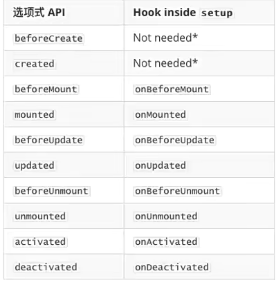 选项式 API Hook inside setup
beforeCreate Not needed*
created Not needed*
beforeMount onBeforeMount
mounted onMounted
beforeUpdate onBeforeUpdate
updated onUpdated
beforeUnmount onBeforeUnmount
unmounted onUnmounted
activated onActivated
deactivated onDeactivated